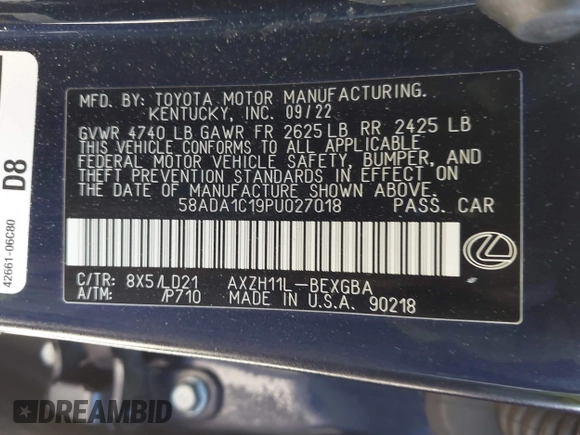 MFD. BY: TOYOTA MOTOR MANUFACTURING.
KENTUCKY, INC. 09/22
GVWR 4740 LB GAWR FR 2625 LB RR 2425 LB
THIS VEHICLE CONFORMS TO ALL APPLICABLE
FEDERAL MOTOR VEHICLE SAFETY, BUMPER, AND
THEFT PREVENTION STANDARDS IN EFFECT ON
THE DATE OF MANUFACTURE SHOWN ABOVE.
58ADA1C19PU027018 PASS. CAR
C/TR: 8X5/LD21 AXZH11L-BEXGBA
A/TM: /P710 MADE IN U.S.A. 90218
D8
42661-06C80
DREAMBID